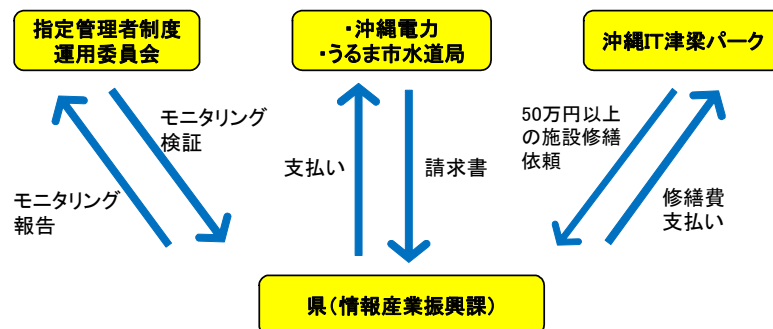 指定管理者制度
運用委員会
・沖縄電力
・うるま市水道局
沖縄IT津梁パーク
モニタリング
検証
モニタリング
報告
支払い
請求書
50万円以上
の施設修繕
依頼
修繕費
支払い
県(情報産業振興課)